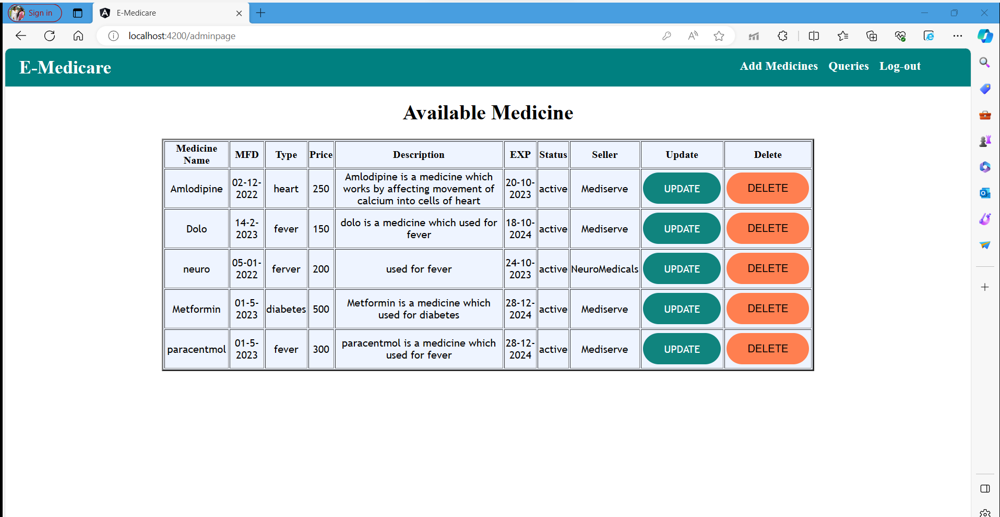 Sign in
E-Medicare
localhost:4200/adminpage
E-Medicare
Add Medicines Queries Log-out
Available Medicine
Medicine Name MFD Type Price Description EXP Status Seller Update Delete
Amlodipine 02-12-2022 heart 250 Amlodipine is a medicine which works by affecting movement of calcium into cells of heart 20-10-2023 active Mediserve UPDATE DELETE
Dolo 14-2-2023 fever 150 dolo is a medicine which used for fever 18-10-2024 active Mediserve UPDATE DELETE
neuro 05-01-2022 ferver 200 used for fever 24-10-2023 active NeuroMedicals UPDATE DELETE
Metformin 01-5-2023 diabetes 500 Metformin is a medicine which used for diabetes 28-12-2024 active Mediserve UPDATE DELETE
paracentmol 01-5-2023 fever 300 paracentmol is a medicine which used for fever 28-12-2024 active Mediserve UPDATE DELETE